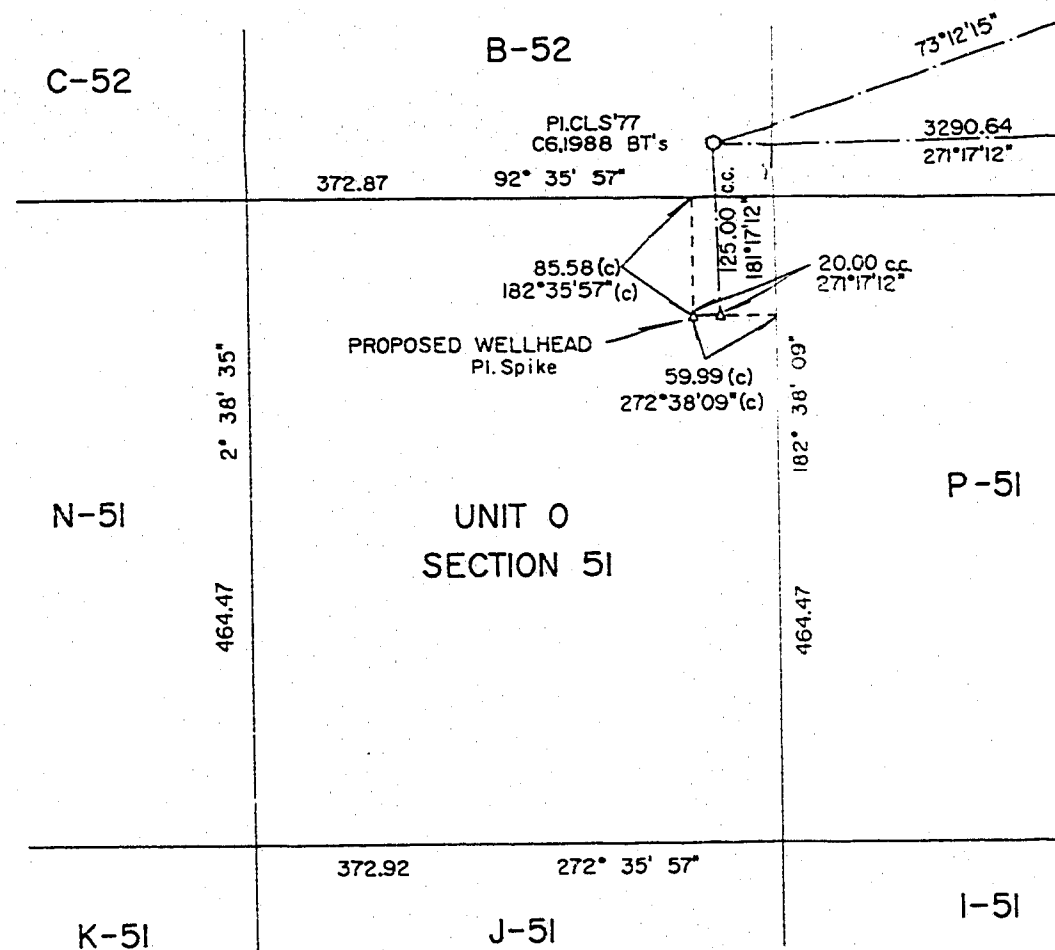 73°12'15"
B-52
C-52
Pl.CLS'77
C6,1988 BT's
3290.64
271°17'12"
372.87
92° 35' 57"
125.00 c.c.
181°17'12"
85.58 (c)
182°35'57" (c)
20.00 c.c.
271°17'12"
PROPOSED WELLHEAD
Pl. Spike
59.99 (c)
272°38'09" (c)
2° 38' 35"
182° 38' 09"
P-51
N-51
UNIT O
SECTION 51
464.47
464.47
372.92
272° 35' 57"
I-51
K-51
J-51